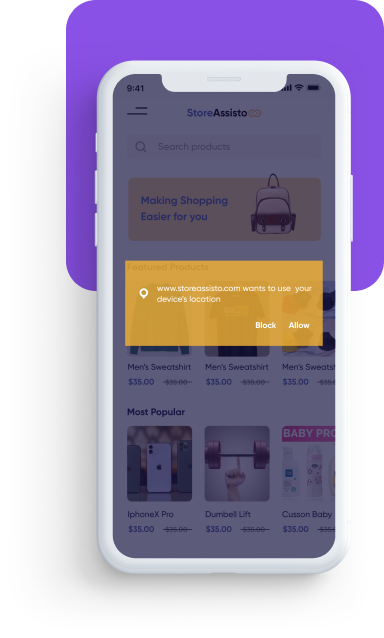 9:41
StoreAssisto
Search products
Making Shopping
Easier for you
Featured Products
www.storeassisto.com wants to use your
device's location
Block Allow
Men's Sweatshirt Men's Sweatshirt Men's Sweatsh
$35.00 $35.00 $35.00 $35.00 $35.00 $35.
Most Popular
BABY PRO
IphoneX Pro Dumbell Lift Cusson Baby
$35.00 $35.00 $35.00 $35.00 $35.00 $35.